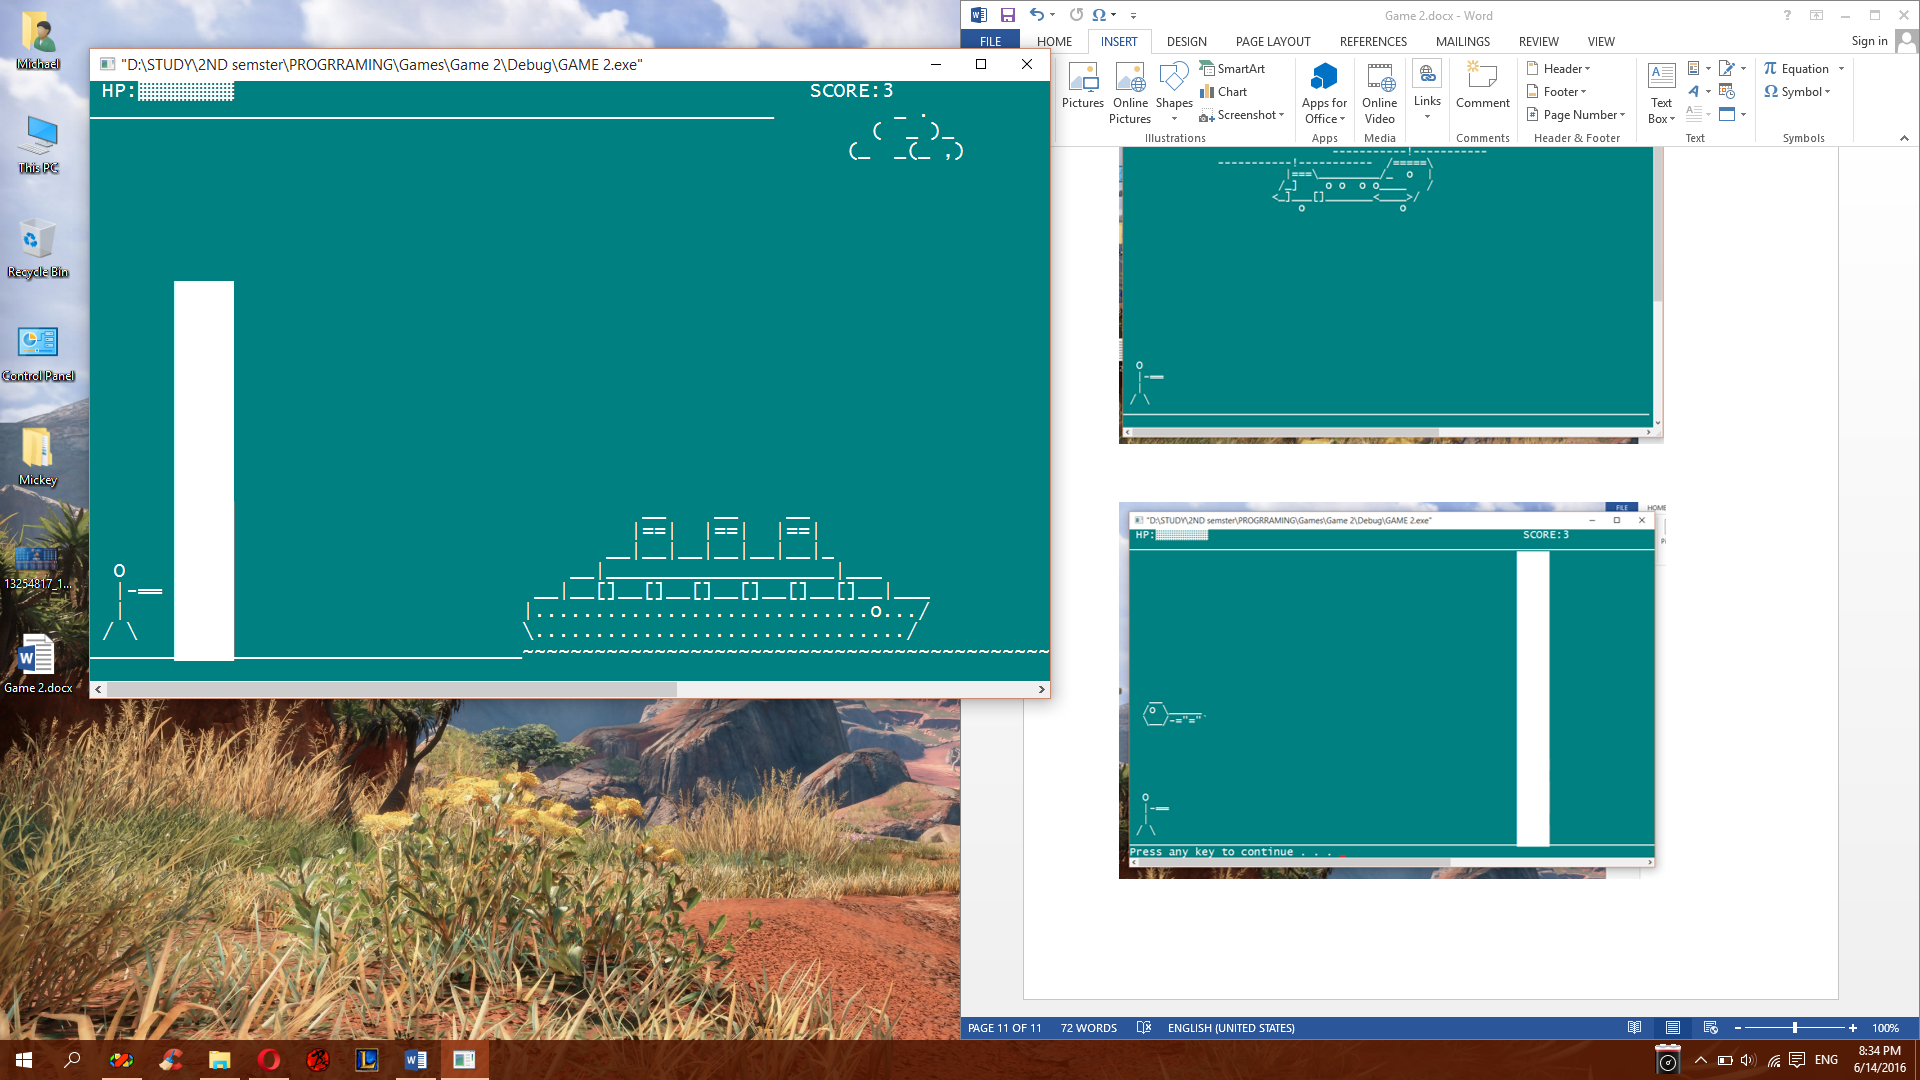 Michael
This PC
Recycle Bin
Control Panel
Mickey
13254817_1...
Game 2.docx
"D:\STUDY\2ND semster\PROGRRAMING\Games\Game 2\Debug\GAME 2.exe"
HP:
SCORE:3
Game 2.docx - Word
FILE HOME INSERT DESIGN PAGE LAYOUT REFERENCES MAILINGS REVIEW VIEW
Sign in
Pictures
Online Pictures
Shapes
SmartArt
Chart
Screenshot
Illustrations
Apps for Office
Apps
Online Video
Media
Links
Comment
Comments
Header
Footer
Page Number
Header & Footer
Text Box
Text
Equation
Symbol
Symbols
"D:\STUDY\2ND semster\PROGRRAMING\Games\Game 2\Debug\GAME 2.exe"
FILE HOME
HP:
SCORE:3
Press any key to continue . . .
PAGE 11 OF 11 72 WORDS ENGLISH (UNITED STATES)
100%
ENG
8:34 PM
6/14/2016